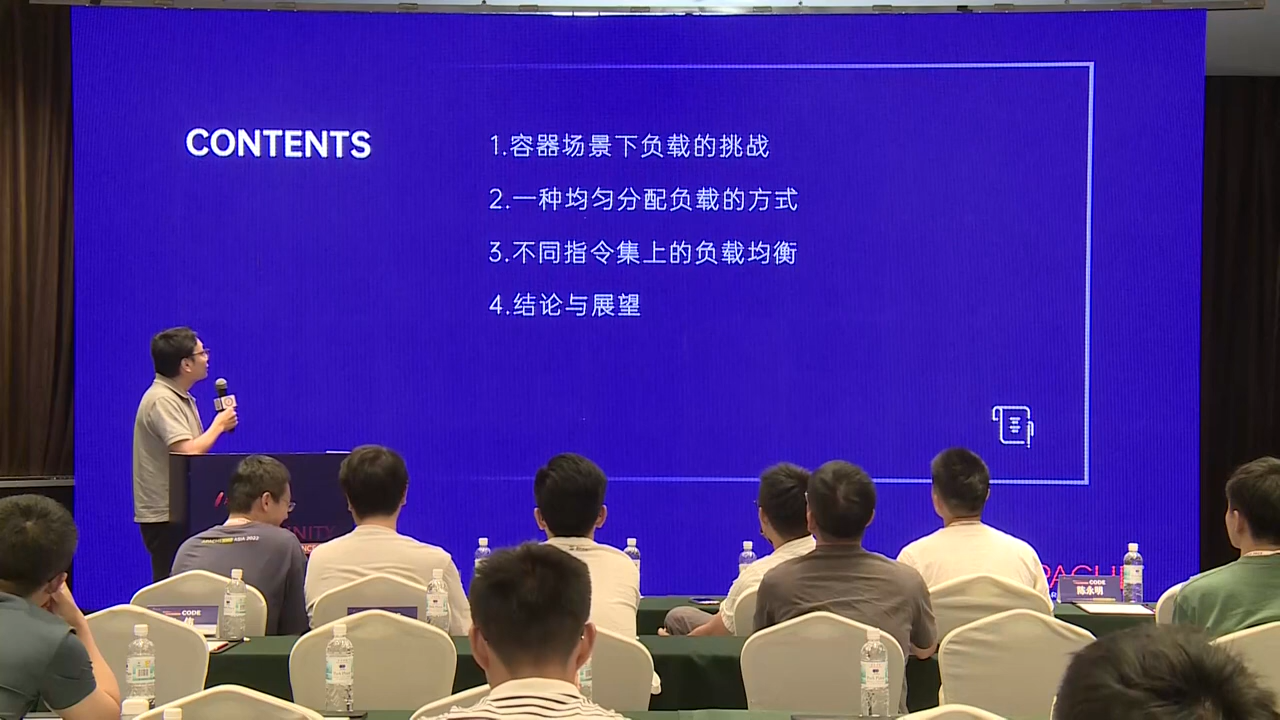 CONTENTS
1.容器场景下负载的挑战
2.一种均匀分配负载的方式
3.不同指令集上的负载均衡
4.结论与展望
CODE
陈永明
CODE